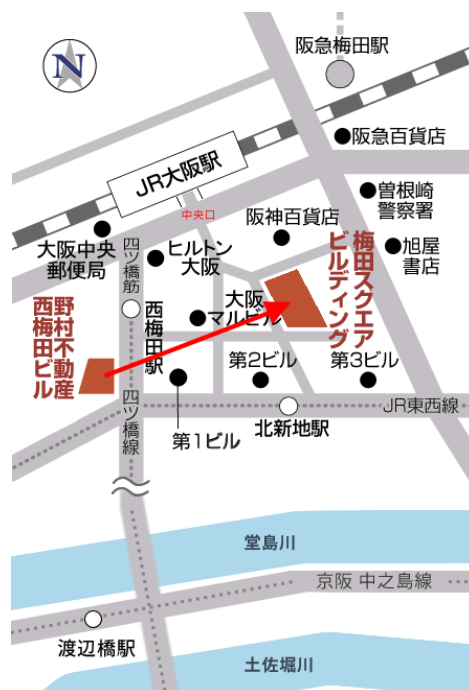 N
阪急梅田駅
阪急百貨店
JR大阪駅
中央口
曽根崎
警察署
阪神百貨店
大阪中央
郵便局
四ツ橋筋
ヒルトン
大阪
旭屋
書店
梅田スクエア
ビルディング
西梅田駅
大阪
マルビル
野村不動産
西梅田ビル
第2ビル
第3ビル
四ツ橋線
第1ビル
北新地駅
JR東西線
堂島川
京阪 中之島線
渡辺橋駅
土佐堀川